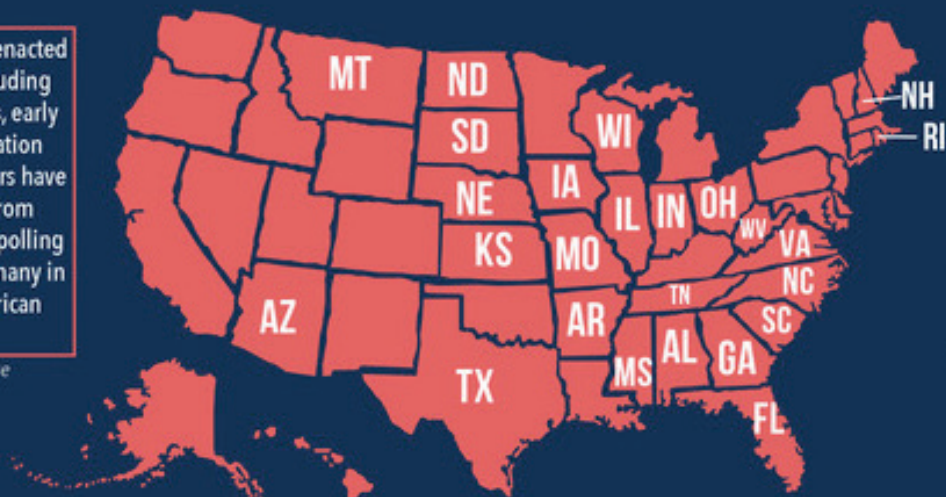 enacted
uding
, early
ation
rs have
rom
polling
many in
rican
e
MT
ND
SD
NE
KS
WI
IA
IL
IN
OH
MO
WV
VA
NC
TN
SC
AR
AZ
TX
MS
AL
GA
FL
NH
RI